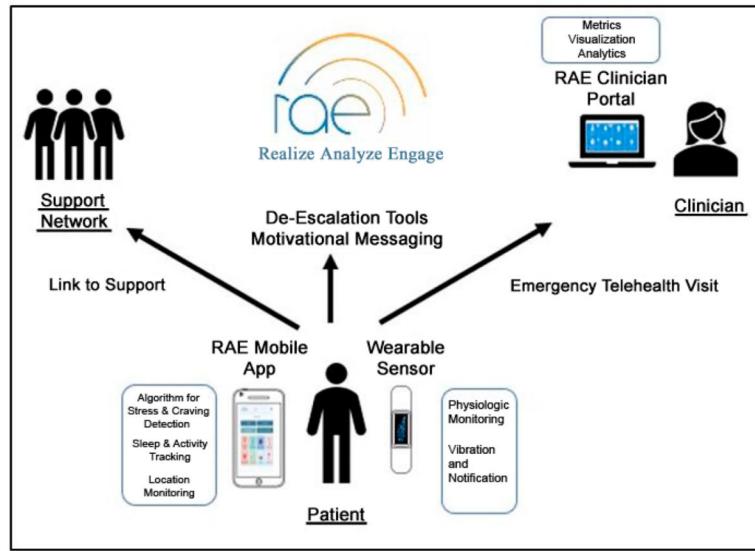 Metrics
Visualization
Analytics
RAE Clinician
Portal
rae
Realize Analyze Engage
Support
Network
Clinician
De-Escalation Tools
Motivational Messaging
Link to Support
Emergency Telehealth Visit
RAE Mobile
App
Wearable
Sensor
Algorithm for
Stress & Craving
Detection
Sleep & Activity
Tracking
Location
Monitoring
Physiologic
Monitoring
Vibration
and
Notification
Patient